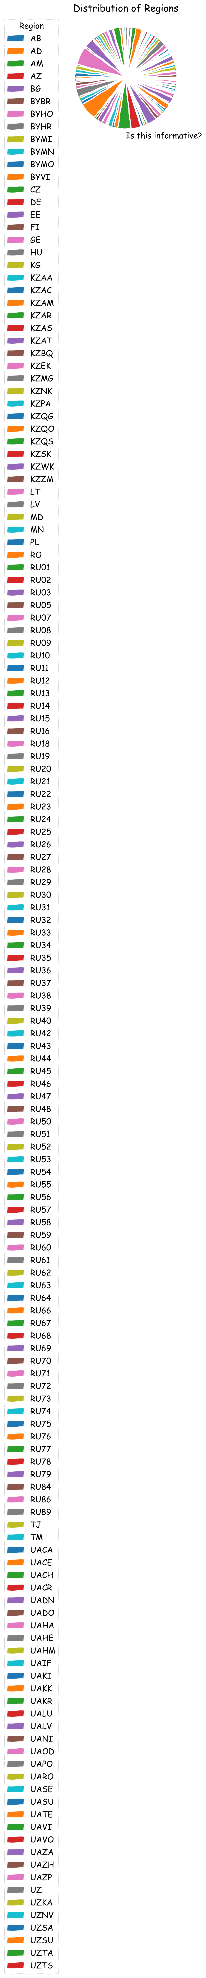 Distribution of Regions
Region
AB
AD
AM
AZ
BG
BYBR
BYHO
BYHR
BYMI
BYMN
BYMO
BYVI
CZ
DE
EE
FI
GE
HU
KG
KZAA
KZAC
KZAM
KZAR
KZAS
KZAT
KZBQ
KZEK
KZMG
KZNK
KZPA
KZQG
KZQO
KZQS
KZSK
KZWK
KZZM
LT
LV
MD
MN
PL
RO
RU01
RU02
RU03
RU05
RU07
RU08
RU09
RU10
RU11
RU12
RU13
RU14
RU15
RU16
RU18
RU19
RU20
RU21
RU22
RU23
RU24
RU25
RU26
RU27
RU28
RU29
RU30
RU31
RU32
RU33
RU34
RU35
RU36
RU37
RU38
RU39
RU40
RU42
RU43
RU44
RU45
RU46
RU47
RU48
RU50
RU51
RU52
RU53
RU54
RU55
RU56
RU57
RU58
RU59
RU60
RU61
RU62
RU63
RU64
RU66
RU67
RU68
RU69
RU70
RU71
RU72
RU73
RU74
RU75
RU76
RU77
RU78
RU79
RU84
RU86
RU89
TJ
TM
UACA
UACE
UACH
UACR
UADN
UADO
UAHA
UAHE
UAHM
UAIF
UAKI
UAKK
UAKR
UALU
UALV
UANI
UAOD
UAPO
UARO
UASE
UASU
UATE
UAVI
UAVO
UAZA
UAZH
UAZP
UZ
UZKA
UZNV
UZSA
UZSU
UZTA
UZTS
Is this informative?